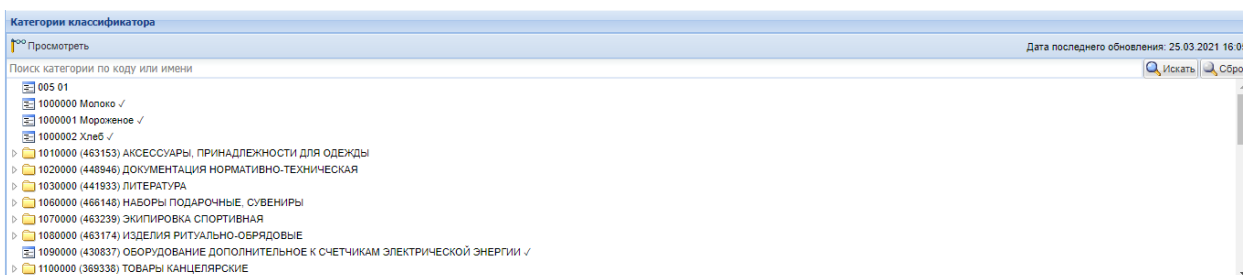 Категории классификатора
Просмотреть Дата последнего обновления: 25.03.2021 16:0
Поиск категории по коду или имени Искать Сбро
005 01
1000000 Молоко ✓
1000001 Мороженое ✓
1000002 Хлеб ✓
1010000 (463153) АКСЕССУАРЫ, ПРИНАДЛЕЖНОСТИ ДЛЯ ОДЕЖДЫ
1020000 (448946) ДОКУМЕНТАЦИЯ НОРМАТИВНО-ТЕХНИЧЕСКАЯ
1030000 (441933) ЛИТЕРАТУРА
1060000 (466148) НАБОРЫ ПОДАРОЧНЫЕ, СУВЕНИРЫ
1070000 (463239) ЭКИПИРОВКА СПОРТИВНАЯ
1080000 (463174) ИЗДЕЛИЯ РИТУАЛЬНО-ОБРЯДОВЫЕ
1090000 (430837) ОБОРУДОВАНИЕ ДОПОЛНИТЕЛЬНОЕ К СЧЕТЧИКАМ ЭЛЕКТРИЧЕСКОЙ ЭНЕРГИИ ✓
1100000 (369338) ТОВАРЫ КАНЦЕЛЯРСКИЕ